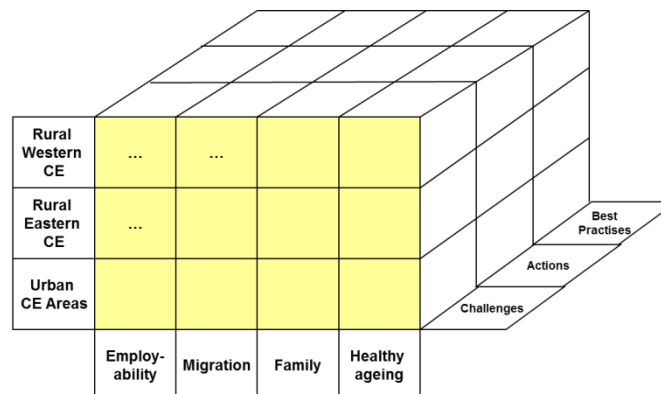 Rural
Western
CE
...
...
Rural
Eastern
CE
...
Urban
CE Areas
Best
Practises
Actions
Challenges
Employ-
ability
Migration
Family
Healthy
ageing